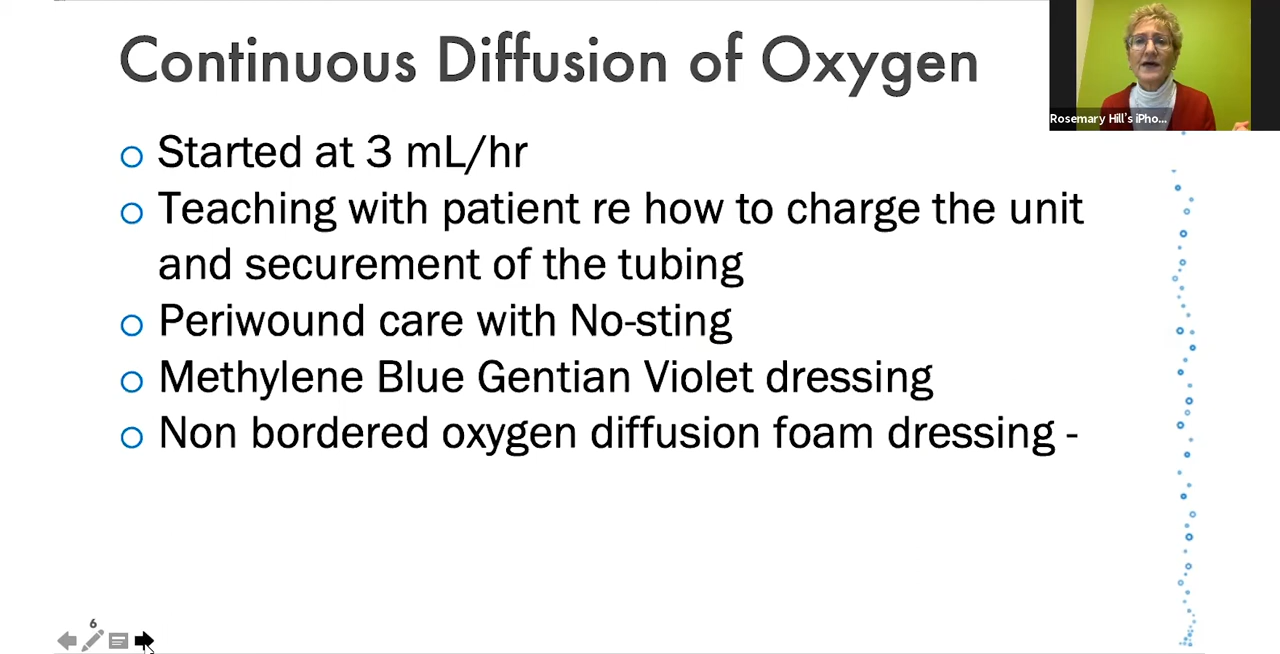 Continuous Diffusion of Oxygen
Rosemary Hill's iPho...
Started at 3 mL/hr
Teaching with patient re how to charge the unit
and securement of the tubing
Periwound care with No-sting
Methylene Blue Gentian Violet dressing
Non bordered oxygen diffusion foam dressing -
6